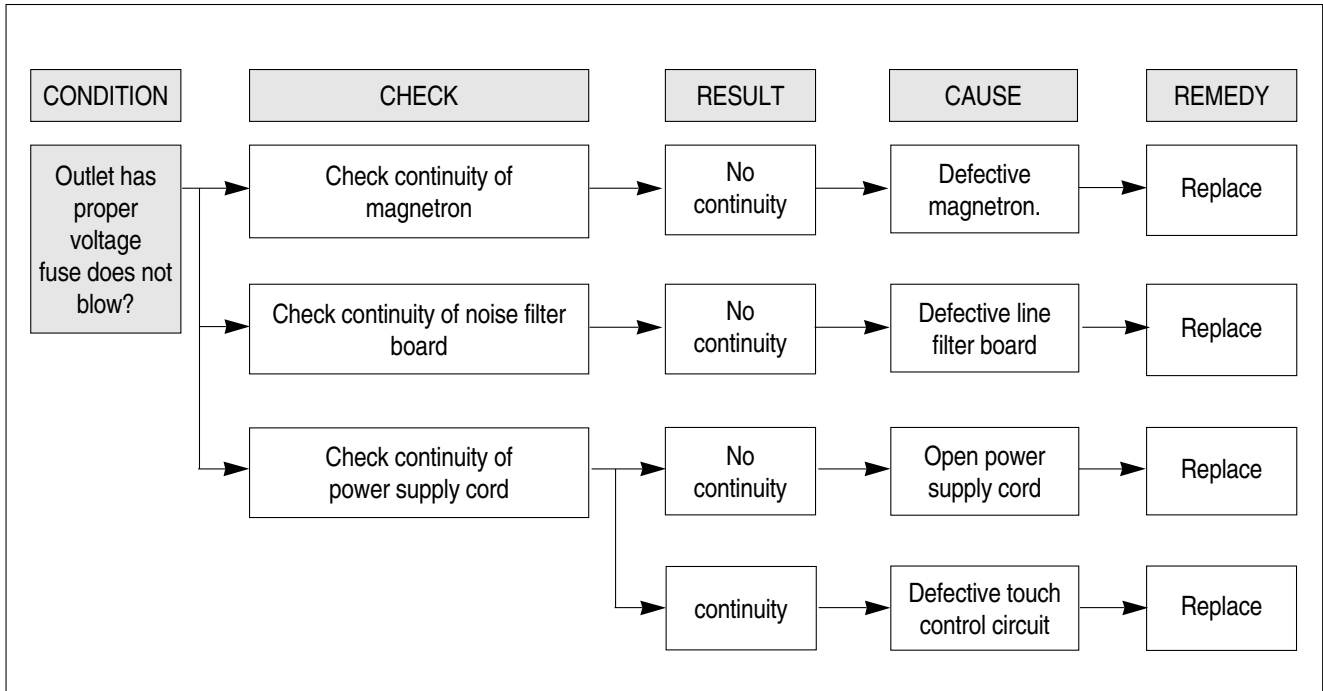 CONDITION
CHECK
RESULT
CAUSE
REMEDY
Outlet has
proper
voltage
fuse does not
blow?
Check continuity of
magnetron
No
continuity
Defective
magnetron.
Replace
Check continuity of noise filter
board
No
continuity
Defective line
filter board
Replace
Check continuity of
power supply cord
No
continuity
Open power
supply cord
Replace
continuity
Defective touch
control circuit
Replace